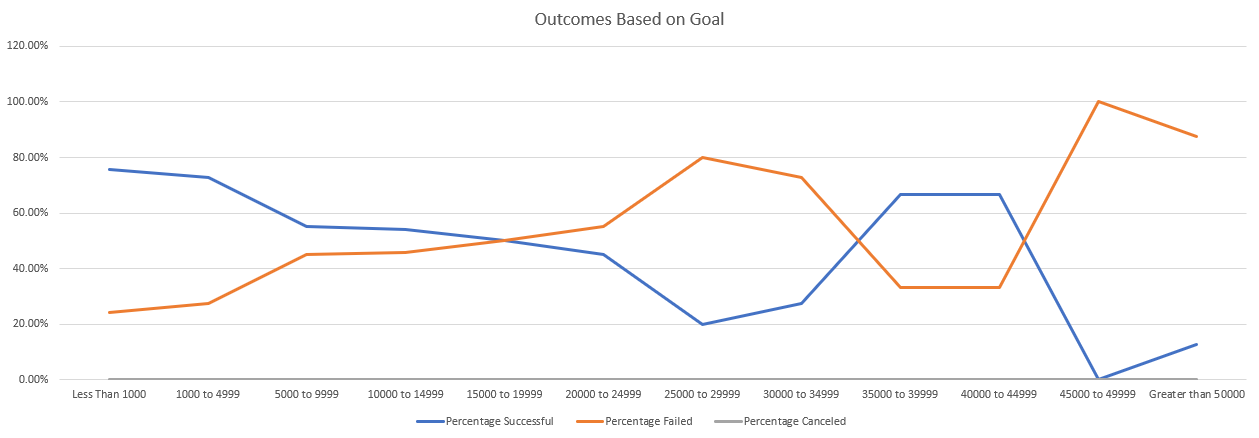 Outcomes Based on Goal
120.00%
100.00%
80.00%
60.00%
40.00%
20.00%
0.00%
Less Than 1000 1000 to 4999 5000 to 9999 10000 to 14999 15000 to 19999 20000 to 24999 25000 to 29999 30000 to 34999 35000 to 39999 40000 to 44999 45000 to 49999 Greater than 50000
Percentage Successful Percentage Failed Percentage Canceled